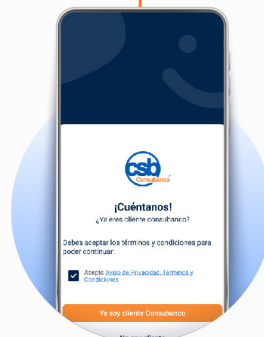 csb
Consubanco
¡Cuéntanos!
¿Ya eres cliente consubanco?
Debes aceptar los términos y condiciones para
poder continuar:
Acepto Aviso de Privacidad, Términos y
Condiciones
Ya soy cliente Consubanco